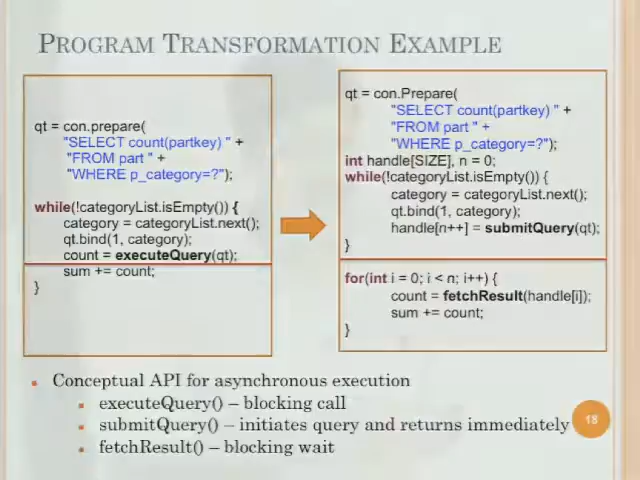 PROGRAM TRANSFORMATION EXAMPLE
qt = con.prepare(
"SELECT count(partkey) " +
"FROM part " +
"WHERE p_category=?");
while(!categoryList.isEmpty()) {
category = categoryList.next();
qt.bind(1, category);
count = executeQuery(qt);
sum += count;
}
qt = con.Prepare(
"SELECT count(partkey) " +
"FROM part " +
"WHERE p_category=?");
int handle[SIZE], n = 0;
while(!categoryList.isEmpty()) {
category = categoryList.next();
qt.bind(1, category);
handle[n++] = submitQuery(qt);
}
for(int i = 0; i < n; i++) {
count = fetchResult(handle[i]);
sum += count;
}
Conceptual API for asynchronous execution
executeQuery() – blocking call
submitQuery() – initiates query and returns immediately
fetchResult() – blocking wait
18